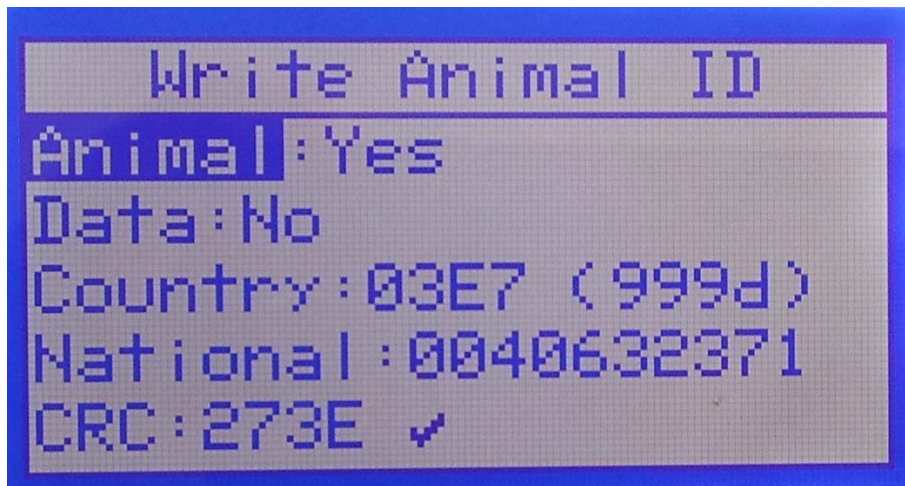 Write Animal ID
Animal:Yes
Data:No
Country:03E7 (999d)
National:0040632371
CRC:273E ✔